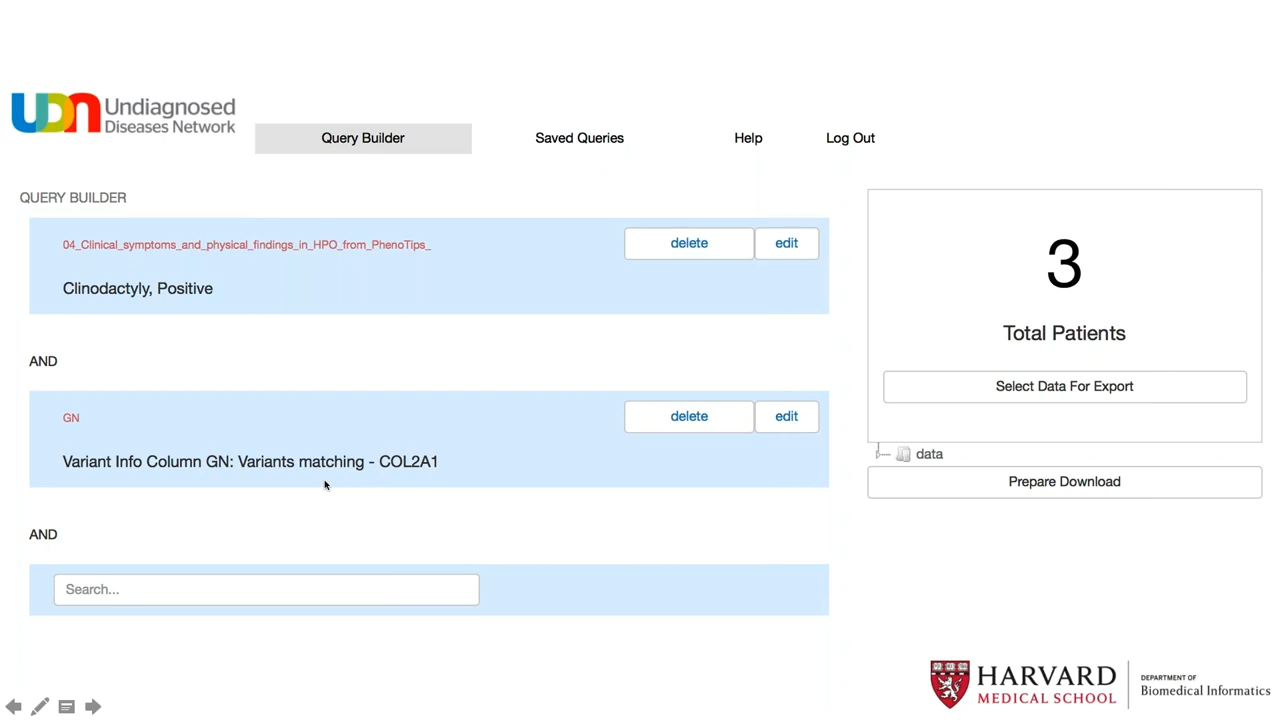 UDN Undiagnosed
Diseases Network
Query Builder
Saved Queries
Help
Log Out
QUERY BUILDER
04_Clinical_symptoms_and_physical_findings_in_HPO_from_PhenoTips_
delete
edit
Clinodactyly, Positive
AND
GN
delete
edit
Variant Info Column GN: Variants matching - COL2A1
AND
Search...
3
Total Patients
Select Data For Export
data
Prepare Download
HARVARD
MEDICAL SCHOOL
DEPARTMENT OF
Biomedical Informatics